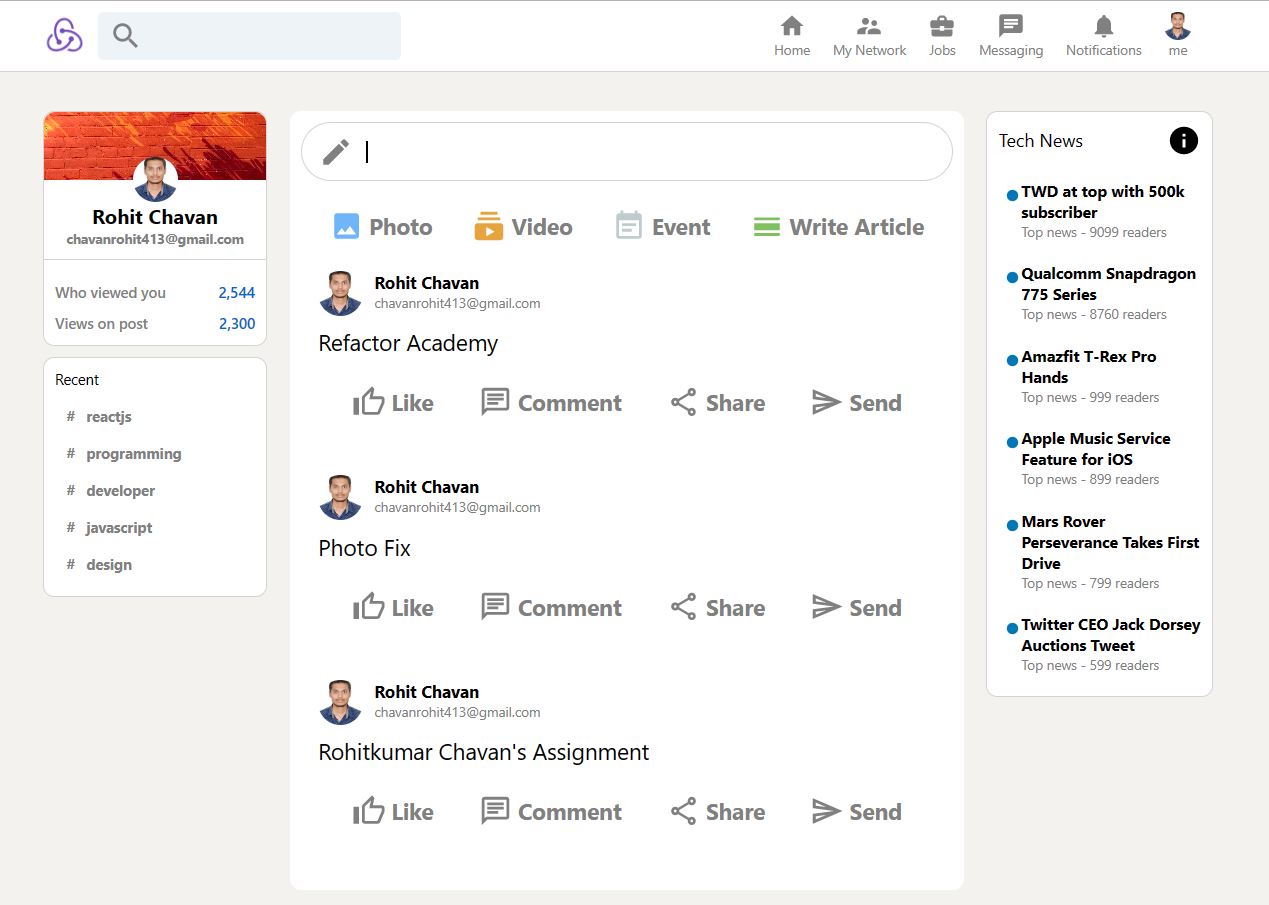 Home
My Network
Jobs
Messaging
Notifications
me
Rohit Chavan
chavanrohit413@gmail.com
Who viewed you 2,544
Views on post 2,300
Recent
# reactjs
# programming
# developer
# javascript
# design
Photo
Video
Event
Write Article
Rohit Chavan
chavanrohit413@gmail.com
Refactor Academy
Like
Comment
Share
Send
Rohit Chavan
chavanrohit413@gmail.com
Photo Fix
Like
Comment
Share
Send
Rohit Chavan
chavanrohit413@gmail.com
Rohitkumar Chavan's Assignment
Like
Comment
Share
Send
Tech News
TWD at top with 500k
subscriber
Top news - 9099 readers
Qualcomm Snapdragon
775 Series
Top news - 8760 readers
Amazfit T-Rex Pro
Hands
Top news - 999 readers
Apple Music Service
Feature for iOS
Top news - 899 readers
Mars Rover
Perseverance Takes First
Drive
Top news - 799 readers
Twitter CEO Jack Dorsey
Auctions Tweet
Top news - 599 readers